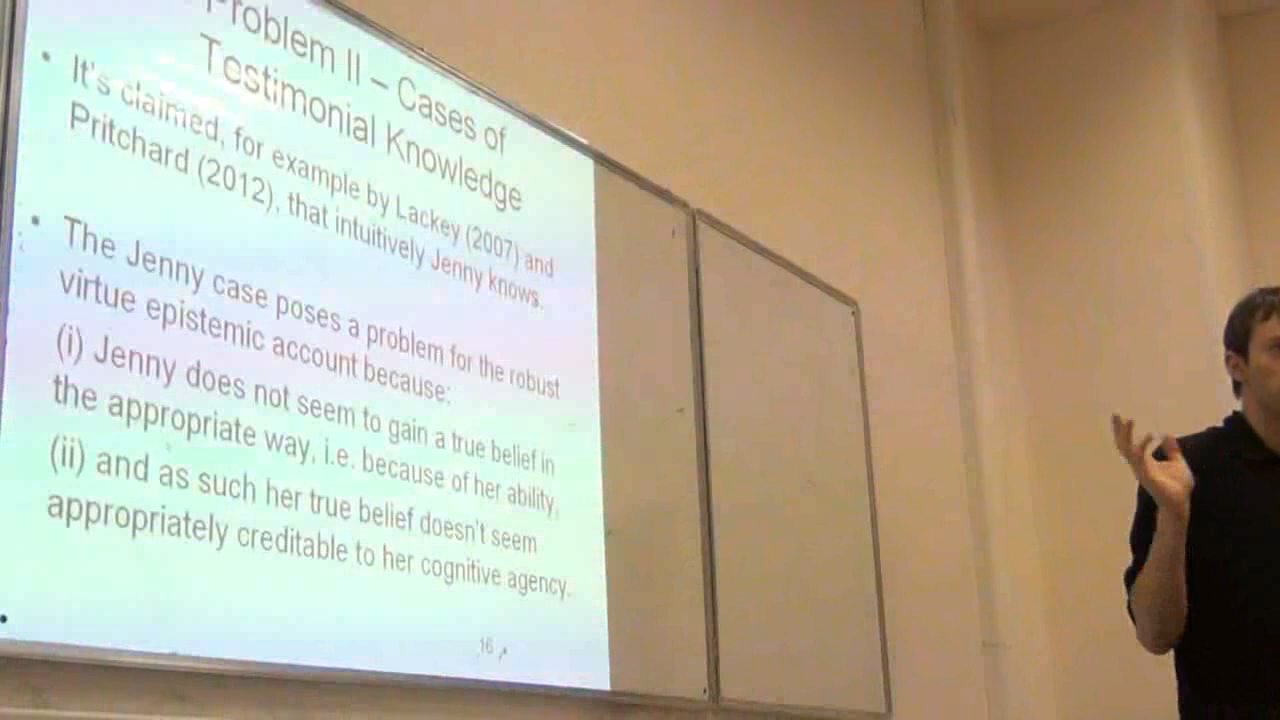 Problem II – Cases of
Testimonial Knowledge
• It's claimed, for example by Lackey (2007) and
Pritchard (2012), that intuitively Jenny knows.
• The Jenny case poses a problem for the robust
virtue epistemic account because:
(i) Jenny does not seem to gain a true belief in
the appropriate way, i.e. because of her ability,
(ii) and as such her true belief doesn't seem
appropriately creditable to her cognitive agency.
16